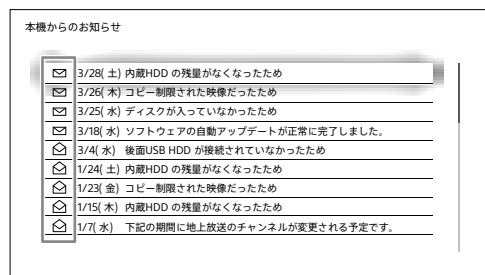 本機からのお知らせ
3/28( 土) 内蔵HDD の残量がなくなったため
3/26( 木) コピー制限された映像だったため
3/25( 水) ディスクが入っていなかったため
3/18( 水) ソフトウェアの自動アップデートが正常に完了しました。
3/4( 水) 後面USB HDD が接続されていなかったため
1/24( 土) 内蔵HDD の残量がなくなったため
1/23( 金) コピー制限された映像だったため
1/15( 木) 内蔵HDD の残量がなくなったため
1/7( 水) 下記の期間に地上放送のチャンネルが変更される予定です。